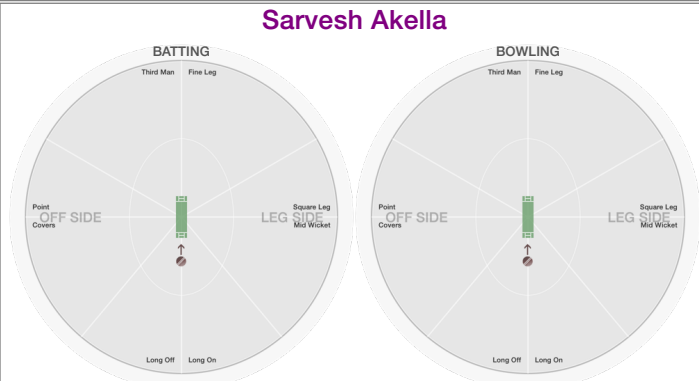 Sarvesh Akella
BATTING
Third Man Fine Leg
Point
OFF SIDE
Covers
Square Leg
LEG SIDE
Mid Wicket
Long Off Long On
BOWLING
Third Man Fine Leg
Point
OFF SIDE
Covers
Square Leg
LEG SIDE
Mid Wicket
Long Off Long On